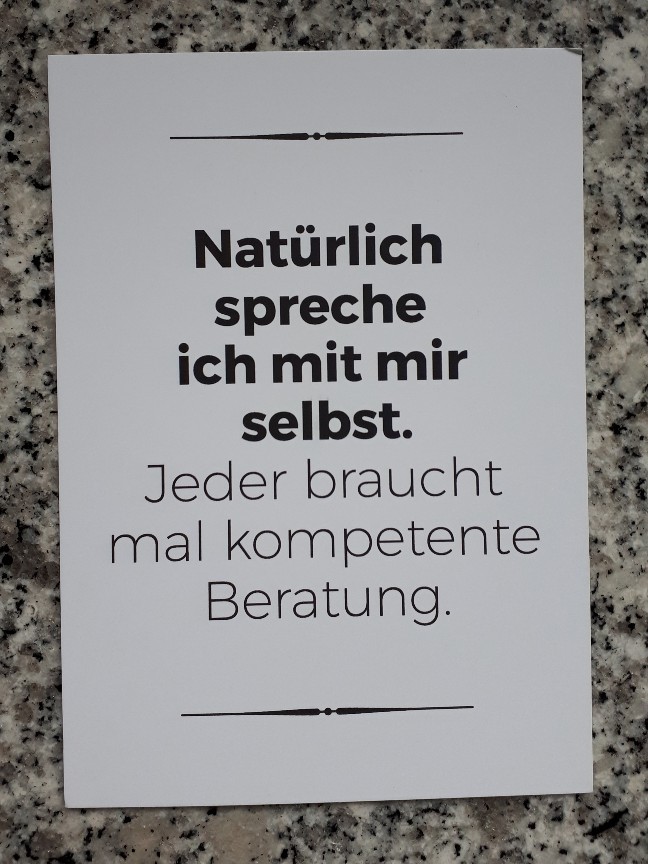 Natürlich
spreche
ich mit mir
selbst.
Jeder braucht
mal kompetente
Beratung.